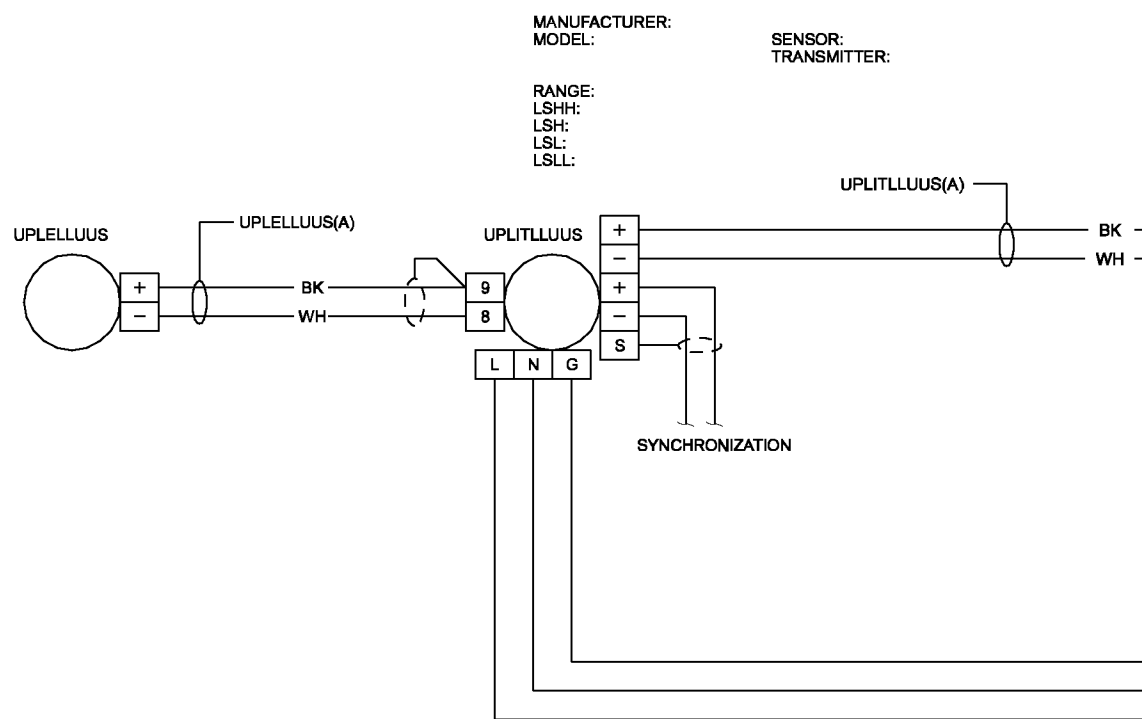 MANUFACTURER:
MODEL:
SENSOR:
TRANSMITTER:
RANGE:
LSHH:
LSH:
LSL:
LSLL:
UPLITLLUUS(A)
UPLELLUUS(A)
UPLELLUUS
UPLITLLUUS
+
BK
−
WH
+
BK
9
+
−
WH
8
−
S
L N G
SYNCHRONIZATION